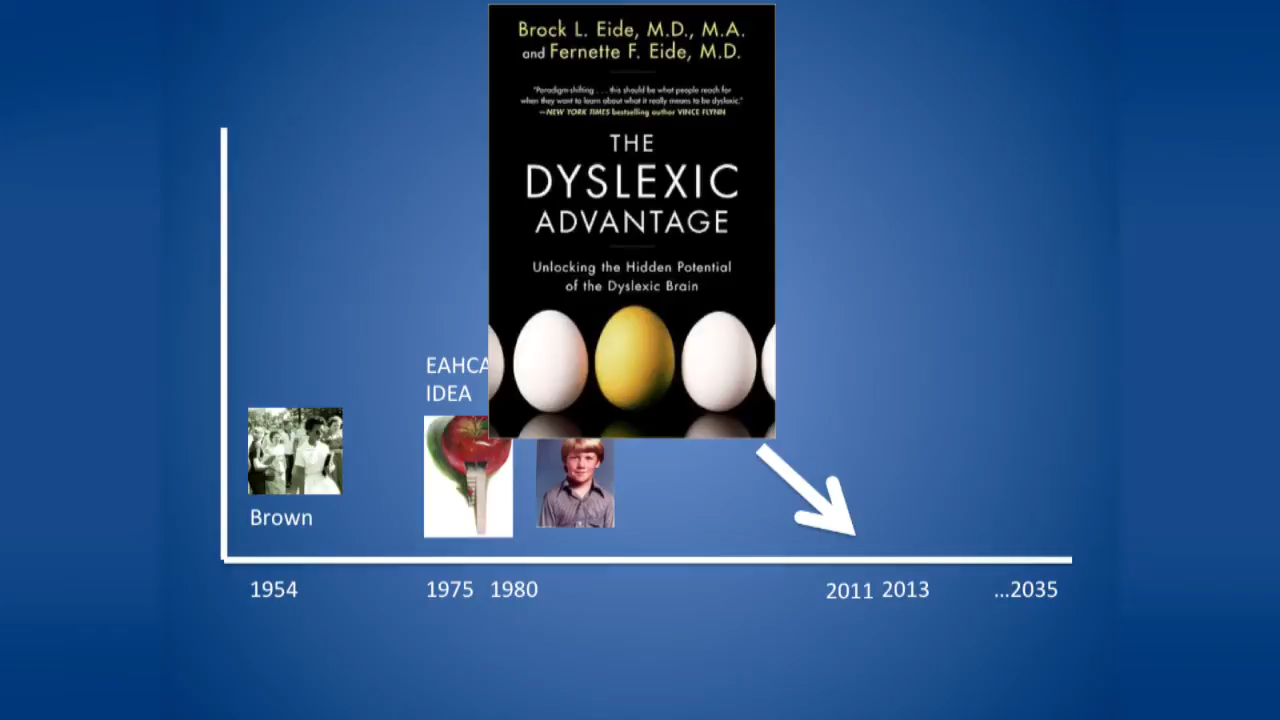 Brock L. Eide, M.D., M.A.
and Fernette F. Eide, M.D.
"Paradigm-shifting . . . this should be what people reach for
when they want to learn about what it really means to be dyslexic."
—NEW YORK TIMES bestselling author VINCE FLYNN
THE
DYSLEXIC
ADVANTAGE
Unlocking the Hidden Potential
of the Dyslexic Brain
EAHCA
IDEA
Brown
1954
1975
1980
2011
2013
...2035